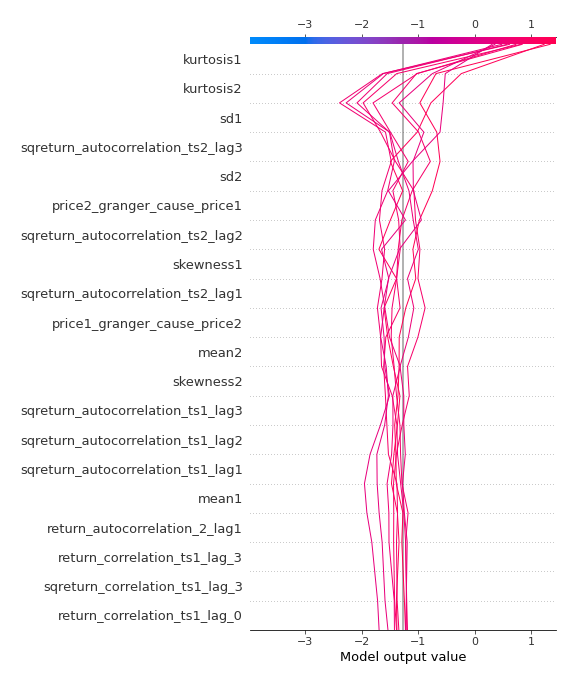 −3 −2 −1 0 1
kurtosis1
kurtosis2
sd1
sqreturn_autocorrelation_ts2_lag3
sd2
price2_granger_cause_price1
sqreturn_autocorrelation_ts2_lag2
skewness1
sqreturn_autocorrelation_ts2_lag1
price1_granger_cause_price2
mean2
skewness2
sqreturn_autocorrelation_ts1_lag3
sqreturn_autocorrelation_ts1_lag2
sqreturn_autocorrelation_ts1_lag1
mean1
return_autocorrelation_2_lag1
return_correlation_ts1_lag_3
sqreturn_correlation_ts1_lag_3
return_correlation_ts1_lag_0
−3 −2 −1 0 1
Model output value